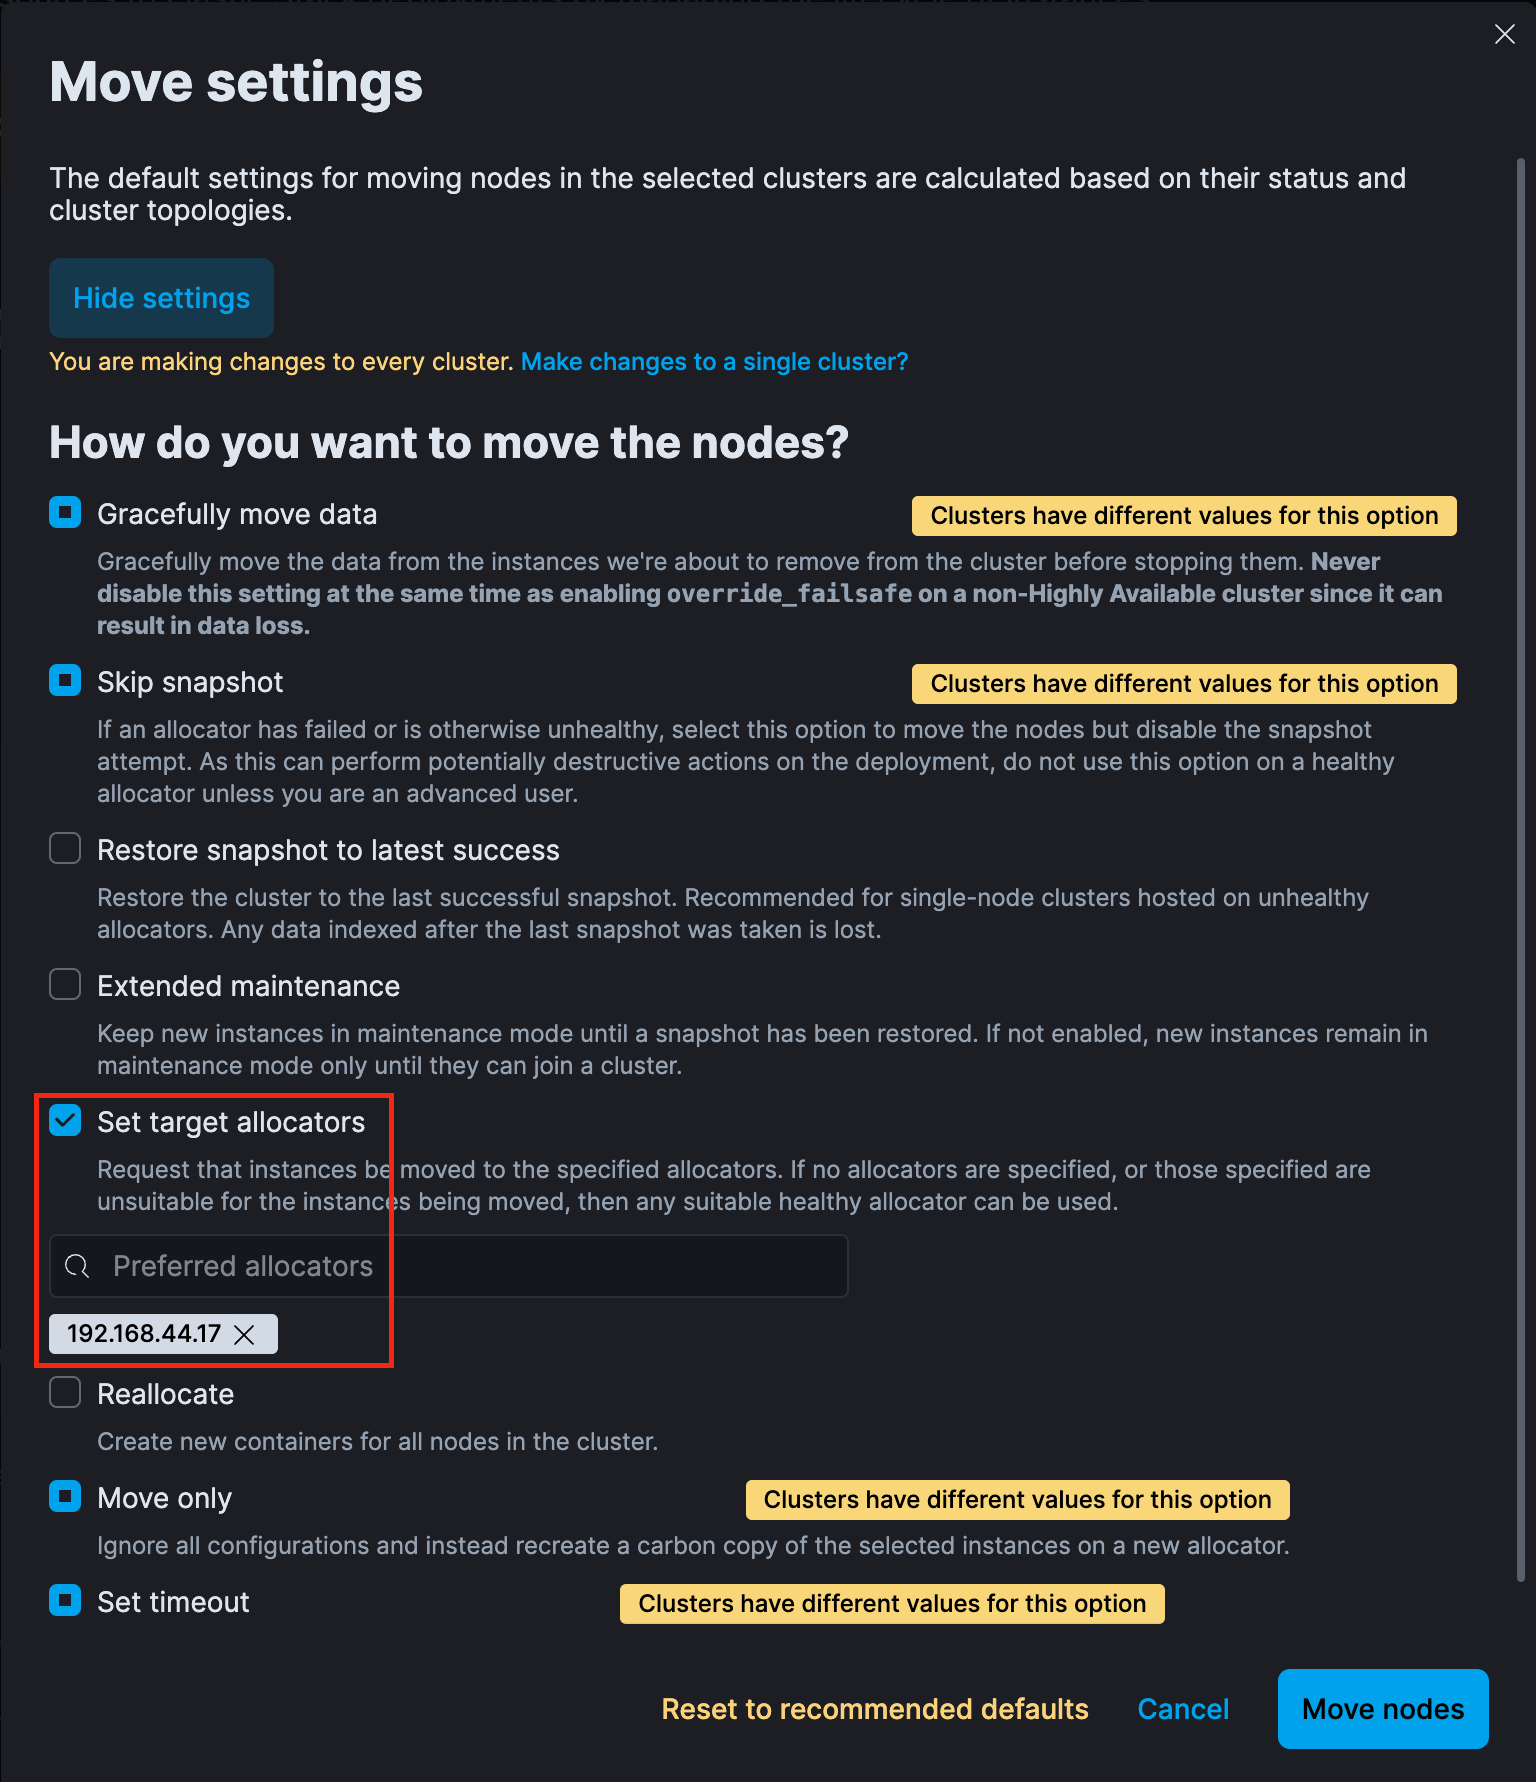 Move settings
The default settings for moving nodes in the selected clusters are calculated based on their status and
cluster topologies.
Hide settings
You are making changes to every cluster. Make changes to a single cluster?
How do you want to move the nodes?
Gracefully move data
Clusters have different values for this option
Gracefully move the data from the instances we're about to remove from the cluster before stopping them. Never
disable this setting at the same time as enabling override_failsafe on a non-Highly Available cluster since it can
result in data loss.
Skip snapshot
Clusters have different values for this option
If an allocator has failed or is otherwise unhealthy, select this option to move the nodes but disable the snapshot
attempt. As this can perform potentially destructive actions on the deployment, do not use this option on a healthy
allocator unless you are an advanced user.
Restore snapshot to latest success
Restore the cluster to the last successful snapshot. Recommended for single-node clusters hosted on unhealthy
allocators. Any data indexed after the last snapshot was taken is lost.
Extended maintenance
Keep new instances in maintenance mode until a snapshot has been restored. If not enabled, new instances remain in
maintenance mode only until they can join a cluster.
Set target allocators
Request that instances be moved to the specified allocators. If no allocators are specified, or those specified are
unsuitable for the instances being moved, then any suitable healthy allocator can be used.
Preferred allocators
192.168.44.17
Reallocate
Create new containers for all nodes in the cluster.
Move only
Clusters have different values for this option
Ignore all configurations and instead recreate a carbon copy of the selected instances on a new allocator.
Set timeout
Clusters have different values for this option
Reset to recommended defaults
Cancel
Move nodes